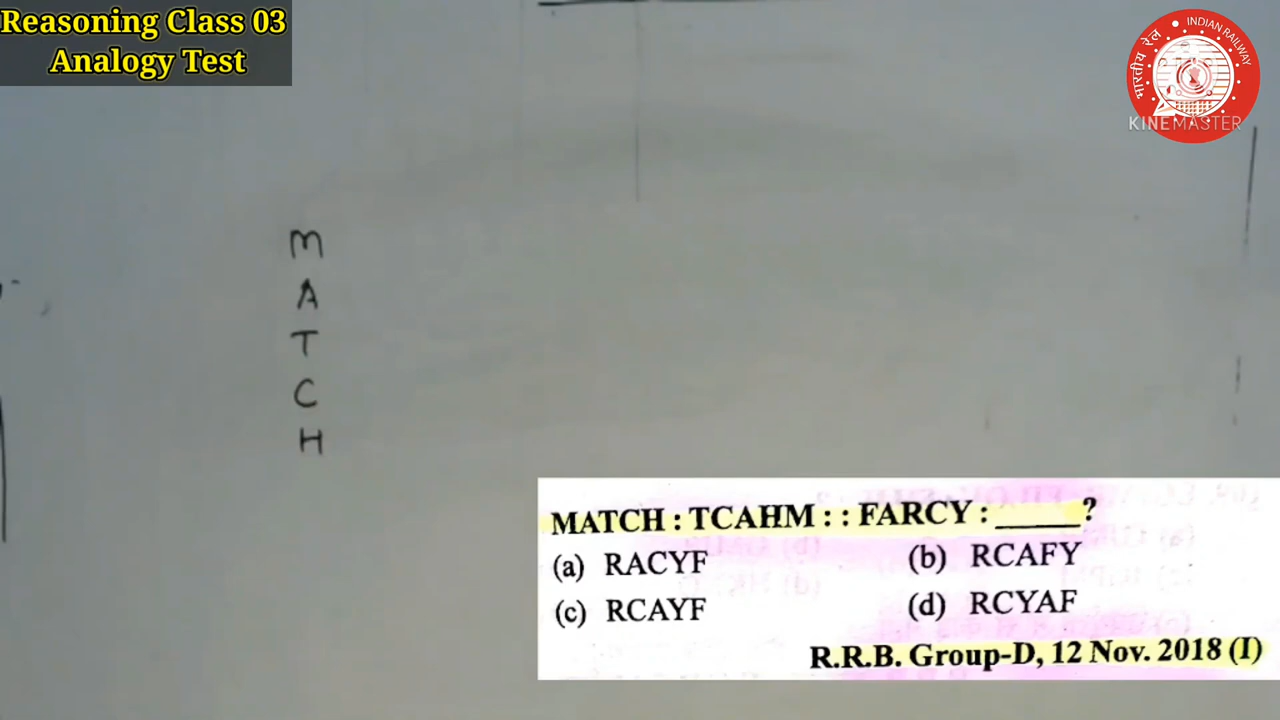 Reasoning Class 03
Analogy Test
भारतीय रेल
INDIAN RAILWAY
KINEMASTER
M
A
T
C
H
MATCH : TCAHM : : FARCY : _____ ?
(a) RACYF (b) RCAFY
(c) RCAYF (d) RCYAF
R.R.B. Group-D, 12 Nov. 2018 (I)